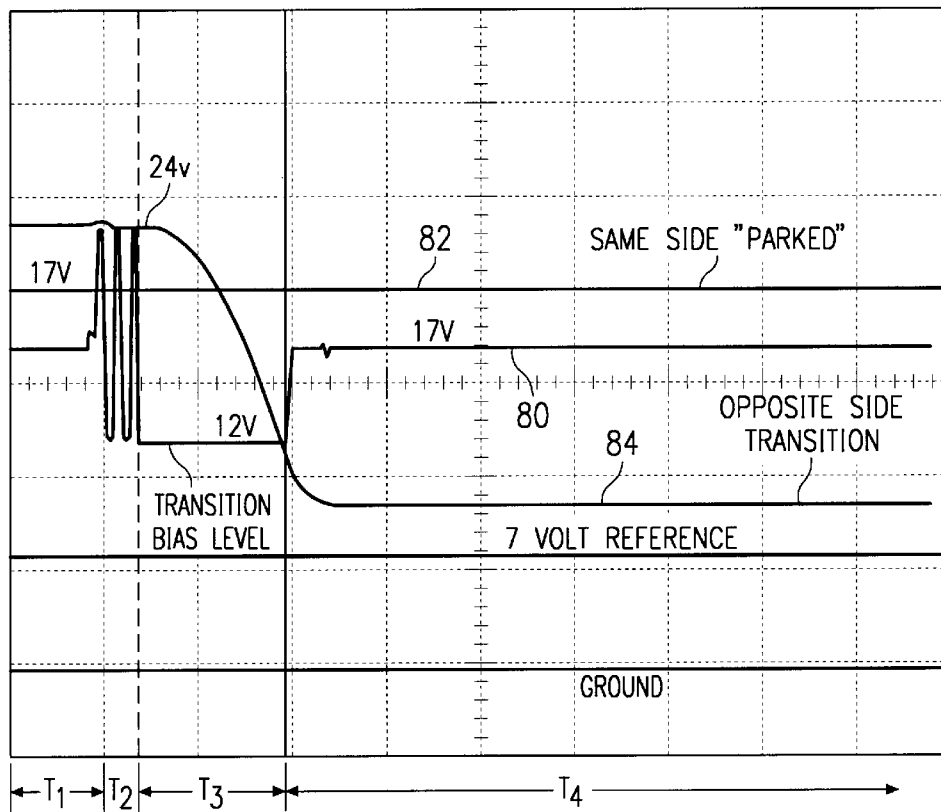 24v
82
SAME SIDE "PARKED"
17V
17V
80
OPPOSITE SIDE
TRANSITION
12V
84
TRANSITION
BIAS LEVEL
7 VOLT REFERENCE
GROUND
T1
T2
T3
T4